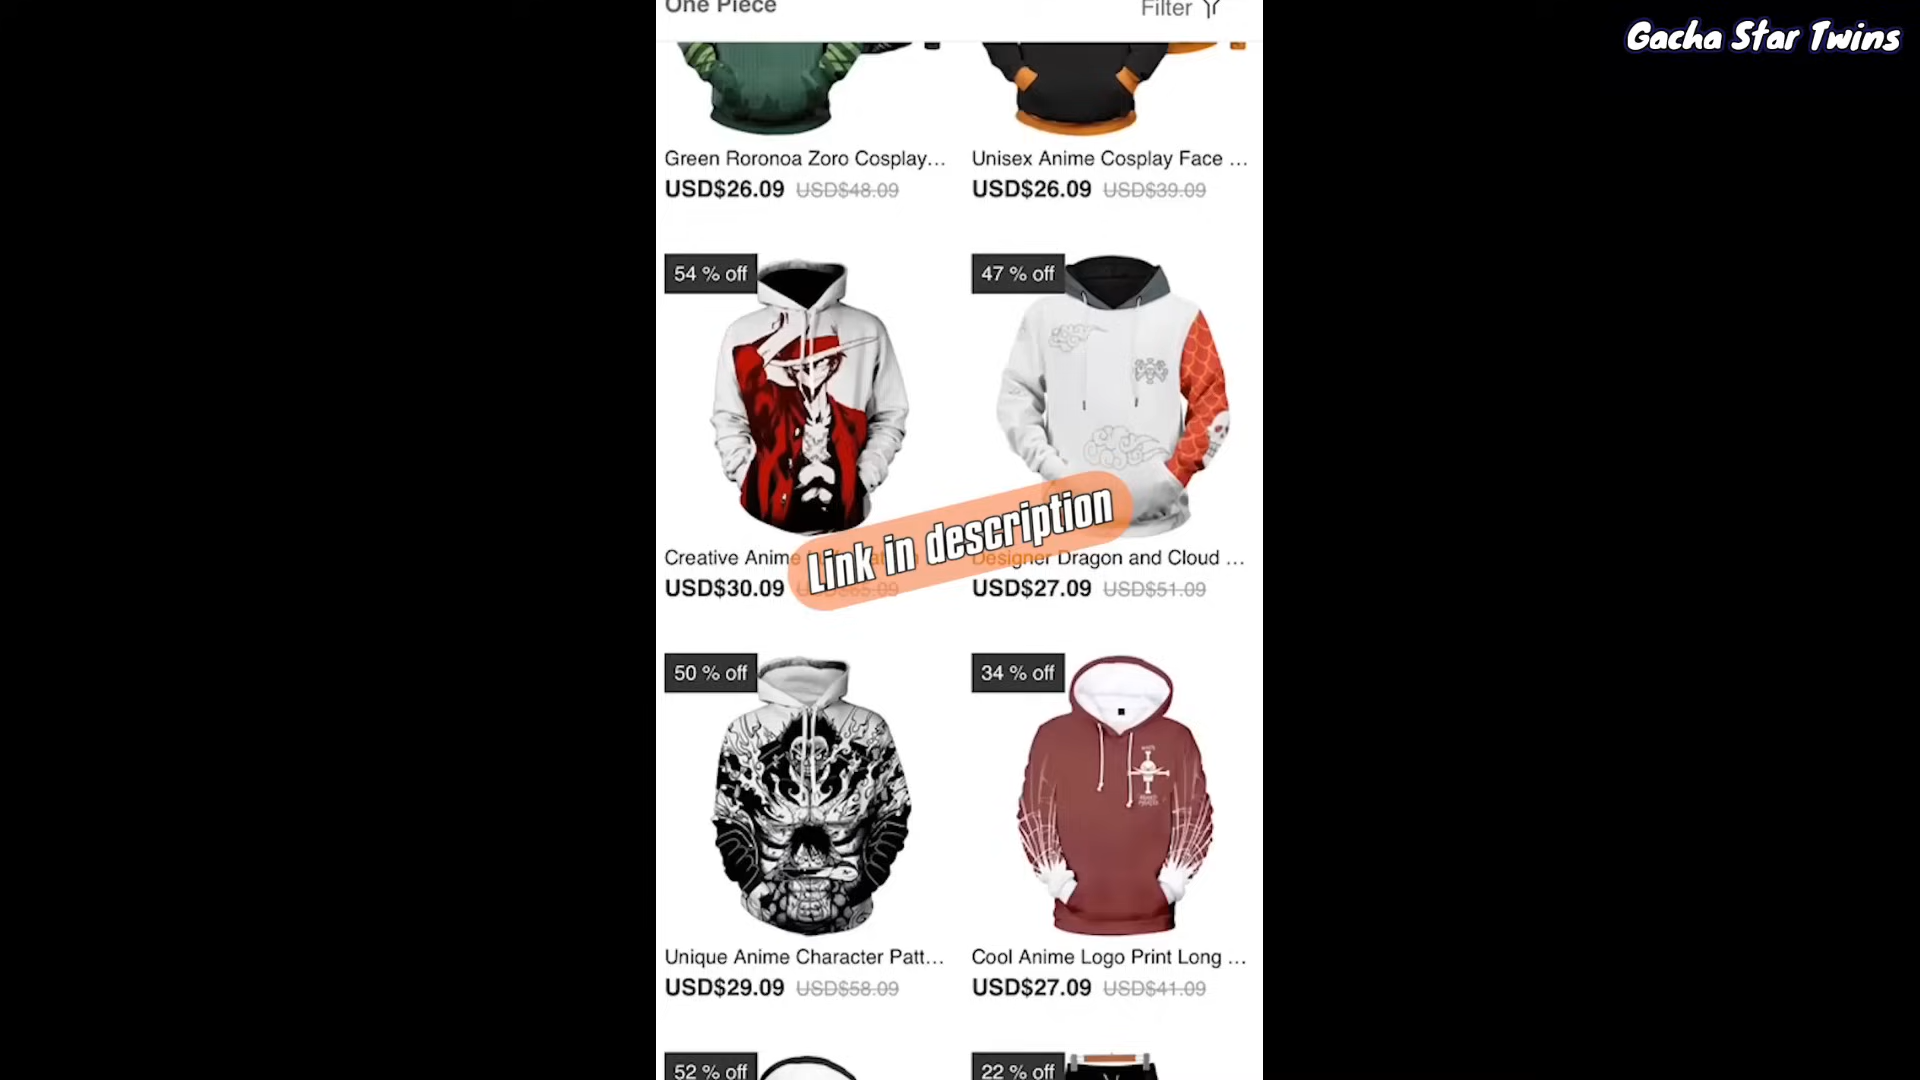 One Piece
Filter
Gacha Star Twins
Green Roronoa Zoro Cosplay...
Unisex Anime Cosplay Face ...
USD$26.09 USD$48.09
USD$26.09 USD$39.09
54 % off
47 % off
Link in description
Creative Anime
Designer Dragon and Cloud ...
USD$30.09 USD$65.09
USD$27.09 USD$51.09
50 % off
34 % off
Unique Anime Character Patt...
Cool Anime Logo Print Long ...
USD$29.09 USD$58.09
USD$27.09 USD$41.09
52 % off
22 % off